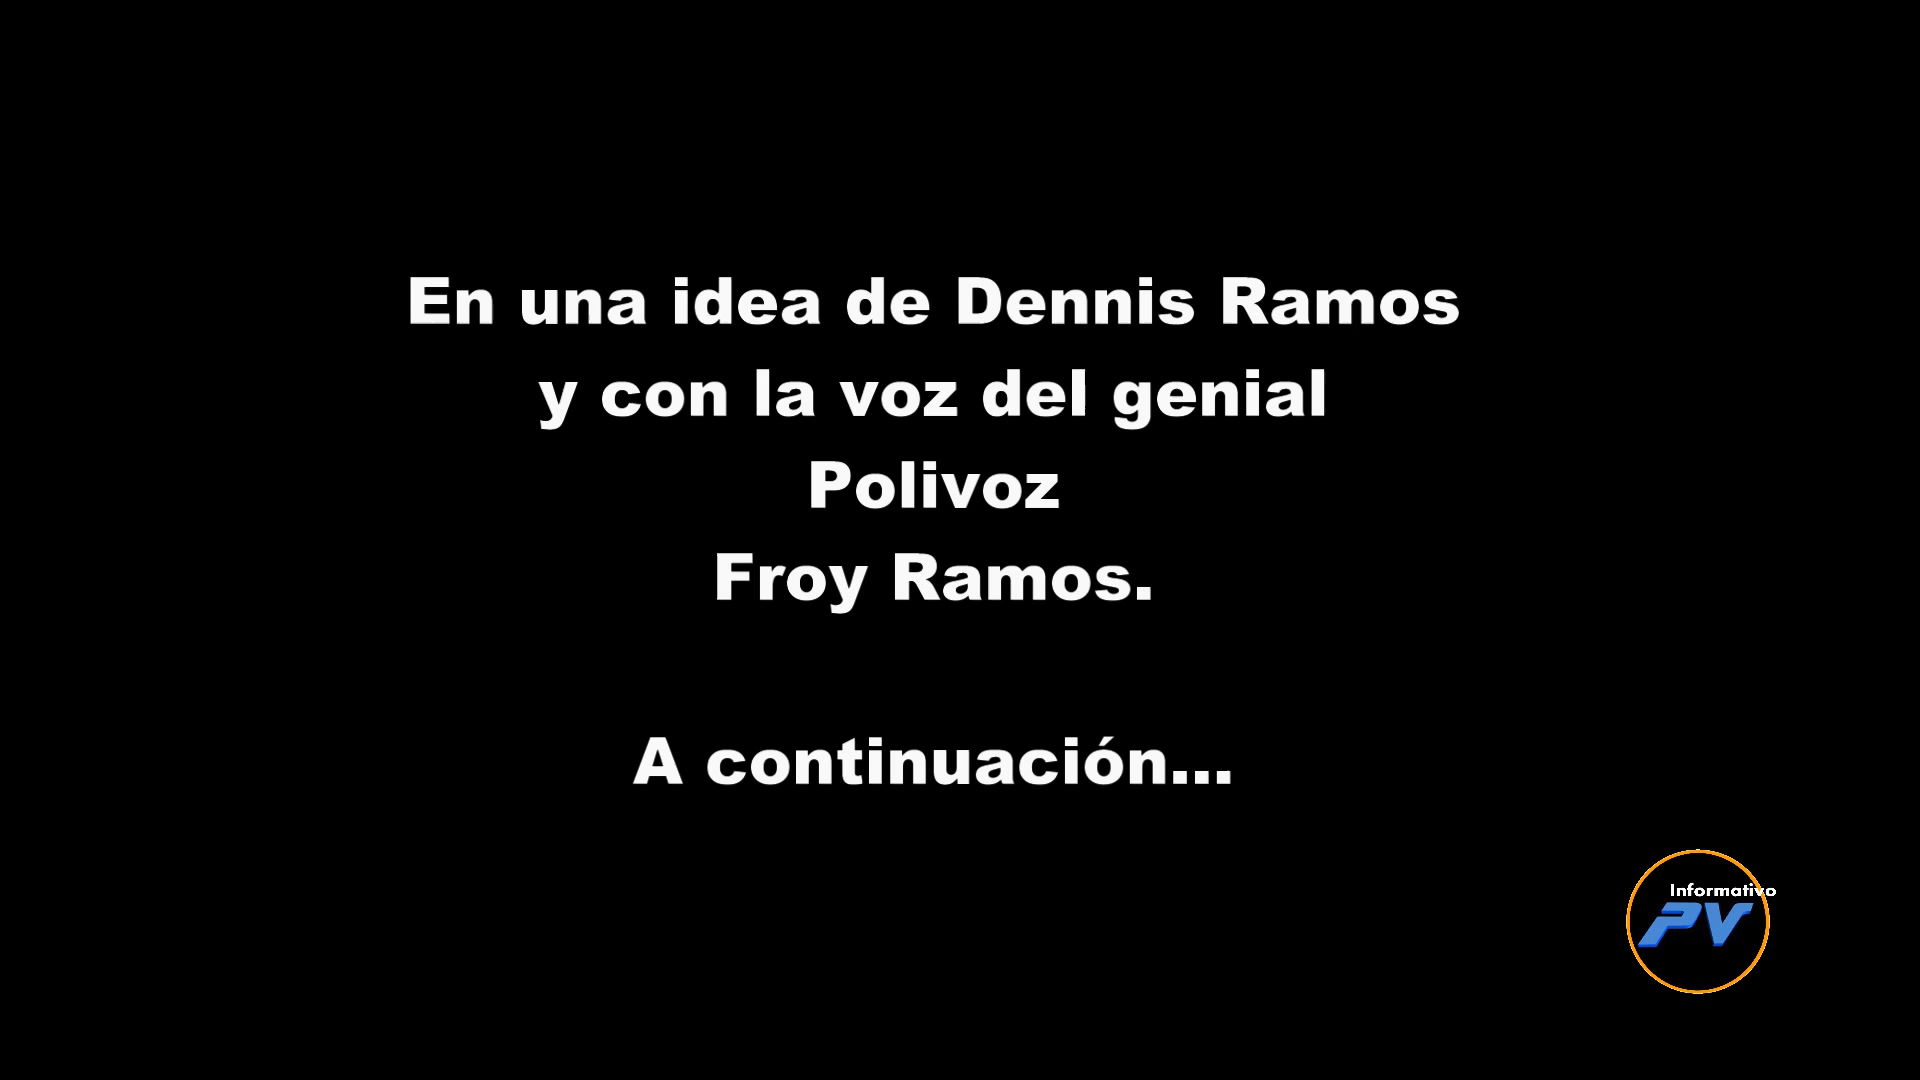 En una idea de Dennis Ramos
y con la voz del genial
Polivoz
Froy Ramos.
A continuación...
Informativo
PV